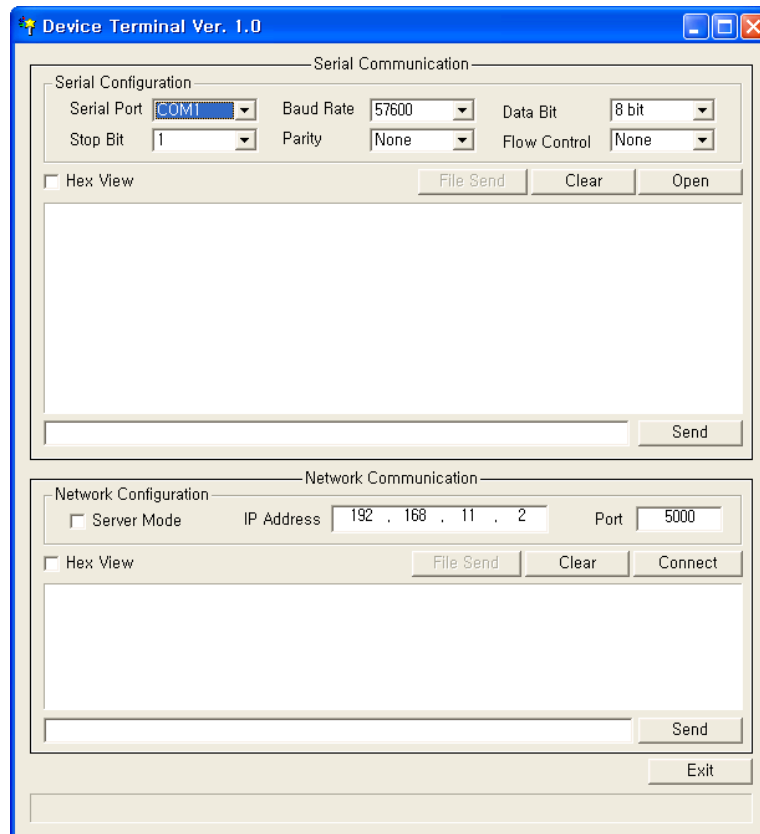 Device Terminal Ver. 1.0
Serial Communication
Serial Configuration
Serial Port COM1 Baud Rate 57600 Data Bit 8 bit
Stop Bit 1 Parity None Flow Control None
Hex View File Send Clear Open
Send
Network Communication
Network Configuration
Server Mode IP Address 192 . 168 . 11 . 2 Port 5000
Hex View File Send Clear Connect
Send
Exit